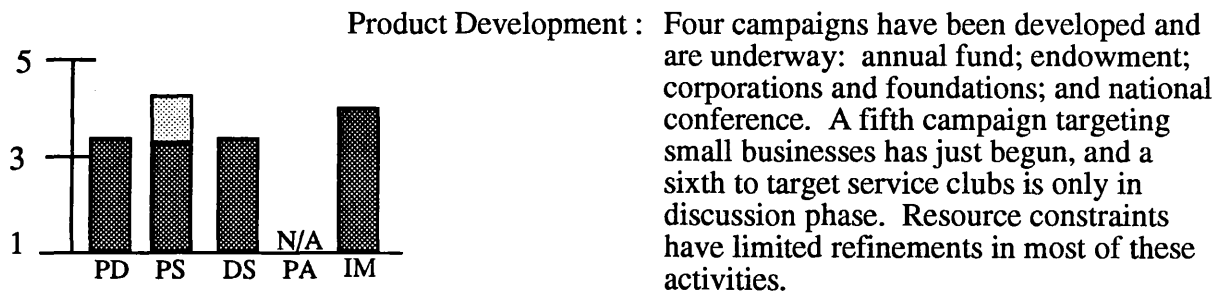 Product Development : Four campaigns have been developed and
are underway: annual fund; endowment;
corporations and foundations; and national
conference. A fifth campaign targeting
small businesses has just begun, and a
sixth to target service clubs is only in
discussion phase. Resource constraints
have limited refinements in most of these
activities.
5
3
1
N/A
PD PS DS PA IM